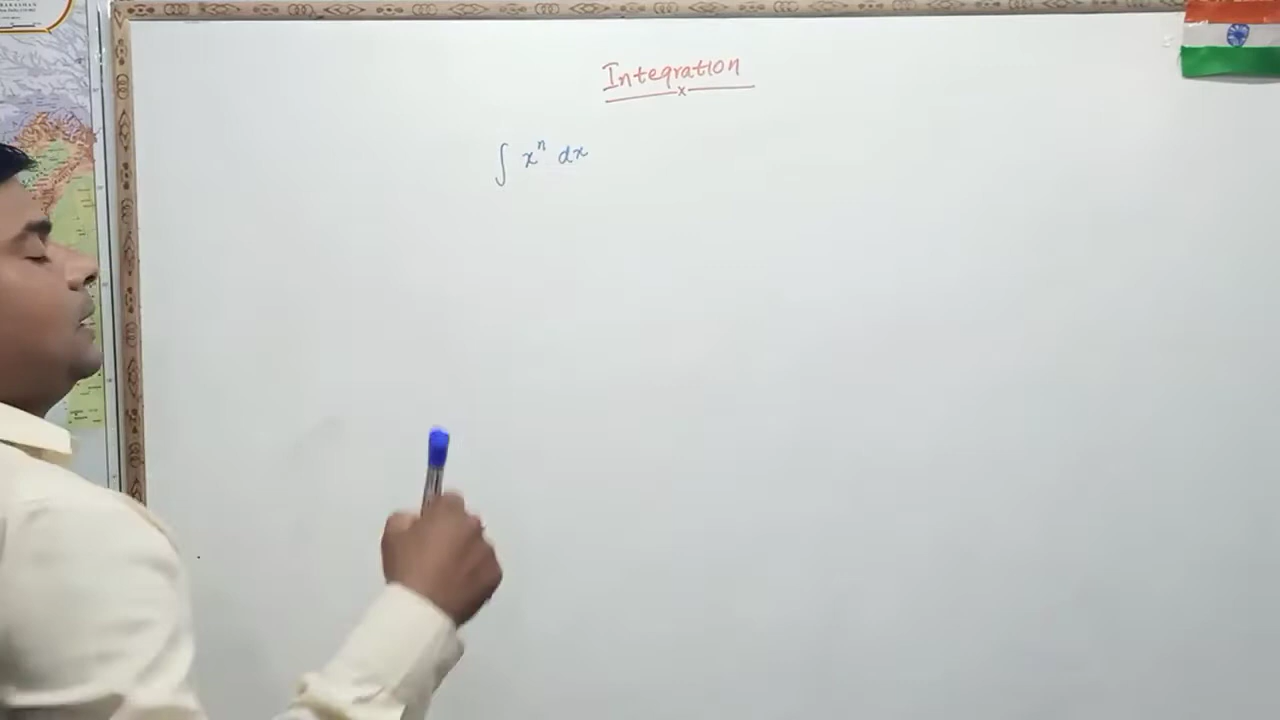 Integration
∫ xⁿ dx